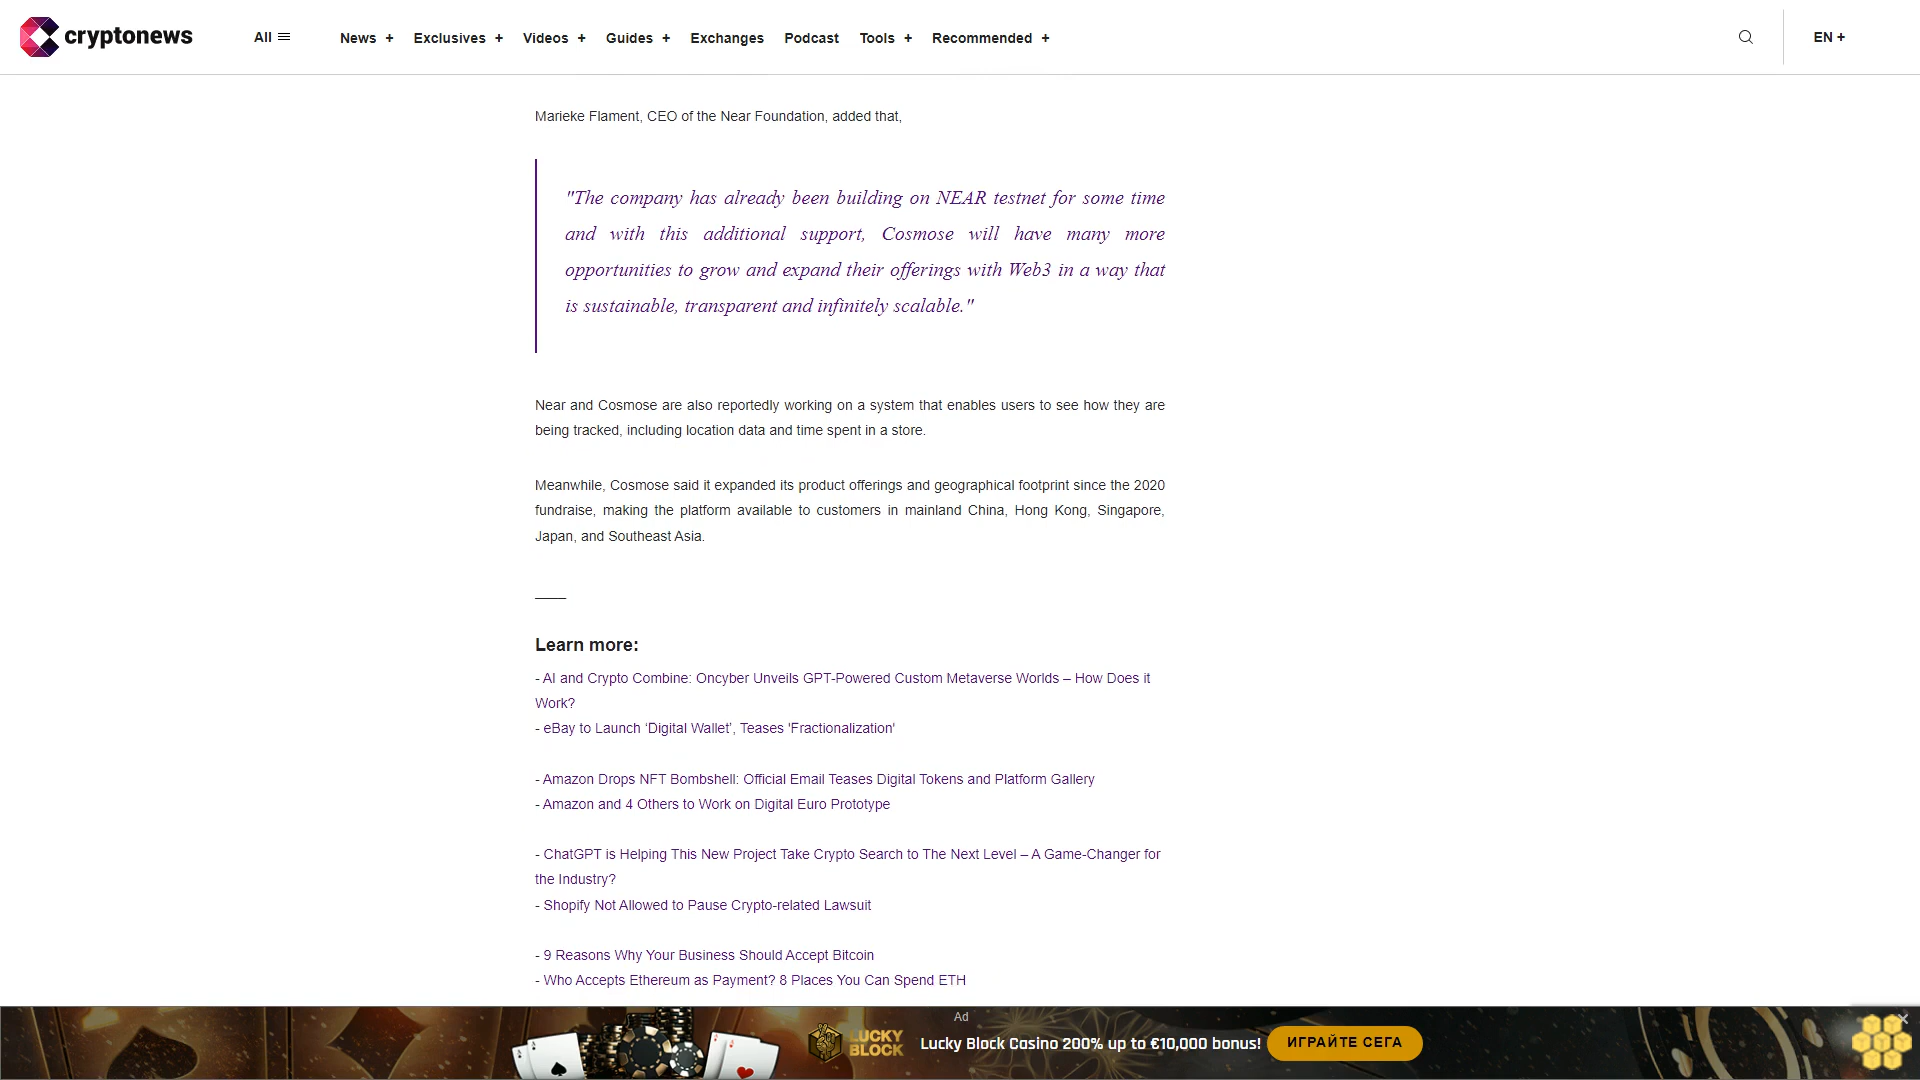 cryptonews
All
News +
Exclusives +
Videos +
Guides +
Exchanges
Podcast
Tools +
Recommended +
EN +
Marieke Flament, CEO of the Near Foundation, added that,
"The company has already been building on NEAR testnet for some time
and with this additional support, Cosmose will have many more
opportunities to grow and expand their offerings with Web3 in a way that
is sustainable, transparent and infinitely scalable."
Near and Cosmose are also reportedly working on a system that enables users to see how they are
being tracked, including location data and time spent in a store.
Meanwhile, Cosmose said it expanded its product offerings and geographical footprint since the 2020
fundraise, making the platform available to customers in mainland China, Hong Kong, Singapore,
Japan, and Southeast Asia.
____
Learn more:
- AI and Crypto Combine: Oncyber Unveils GPT-Powered Custom Metaverse Worlds – How Does it
Work?
- eBay to Launch ‘Digital Wallet’, Teases 'Fractionalization'
- Amazon Drops NFT Bombshell: Official Email Teases Digital Tokens and Platform Gallery
- Amazon and 4 Others to Work on Digital Euro Prototype
- ChatGPT is Helping This New Project Take Crypto Search to The Next Level – A Game-Changer for
the Industry?
- Shopify Not Allowed to Pause Crypto-related Lawsuit
- 9 Reasons Why Your Business Should Accept Bitcoin
- Who Accepts Ethereum as Payment? 8 Places You Can Spend ETH
Ad
LUCKY
BLOCK
Lucky Block Casino 200% up to €10,000 bonus!
ИГРАЙТЕ СЕГА